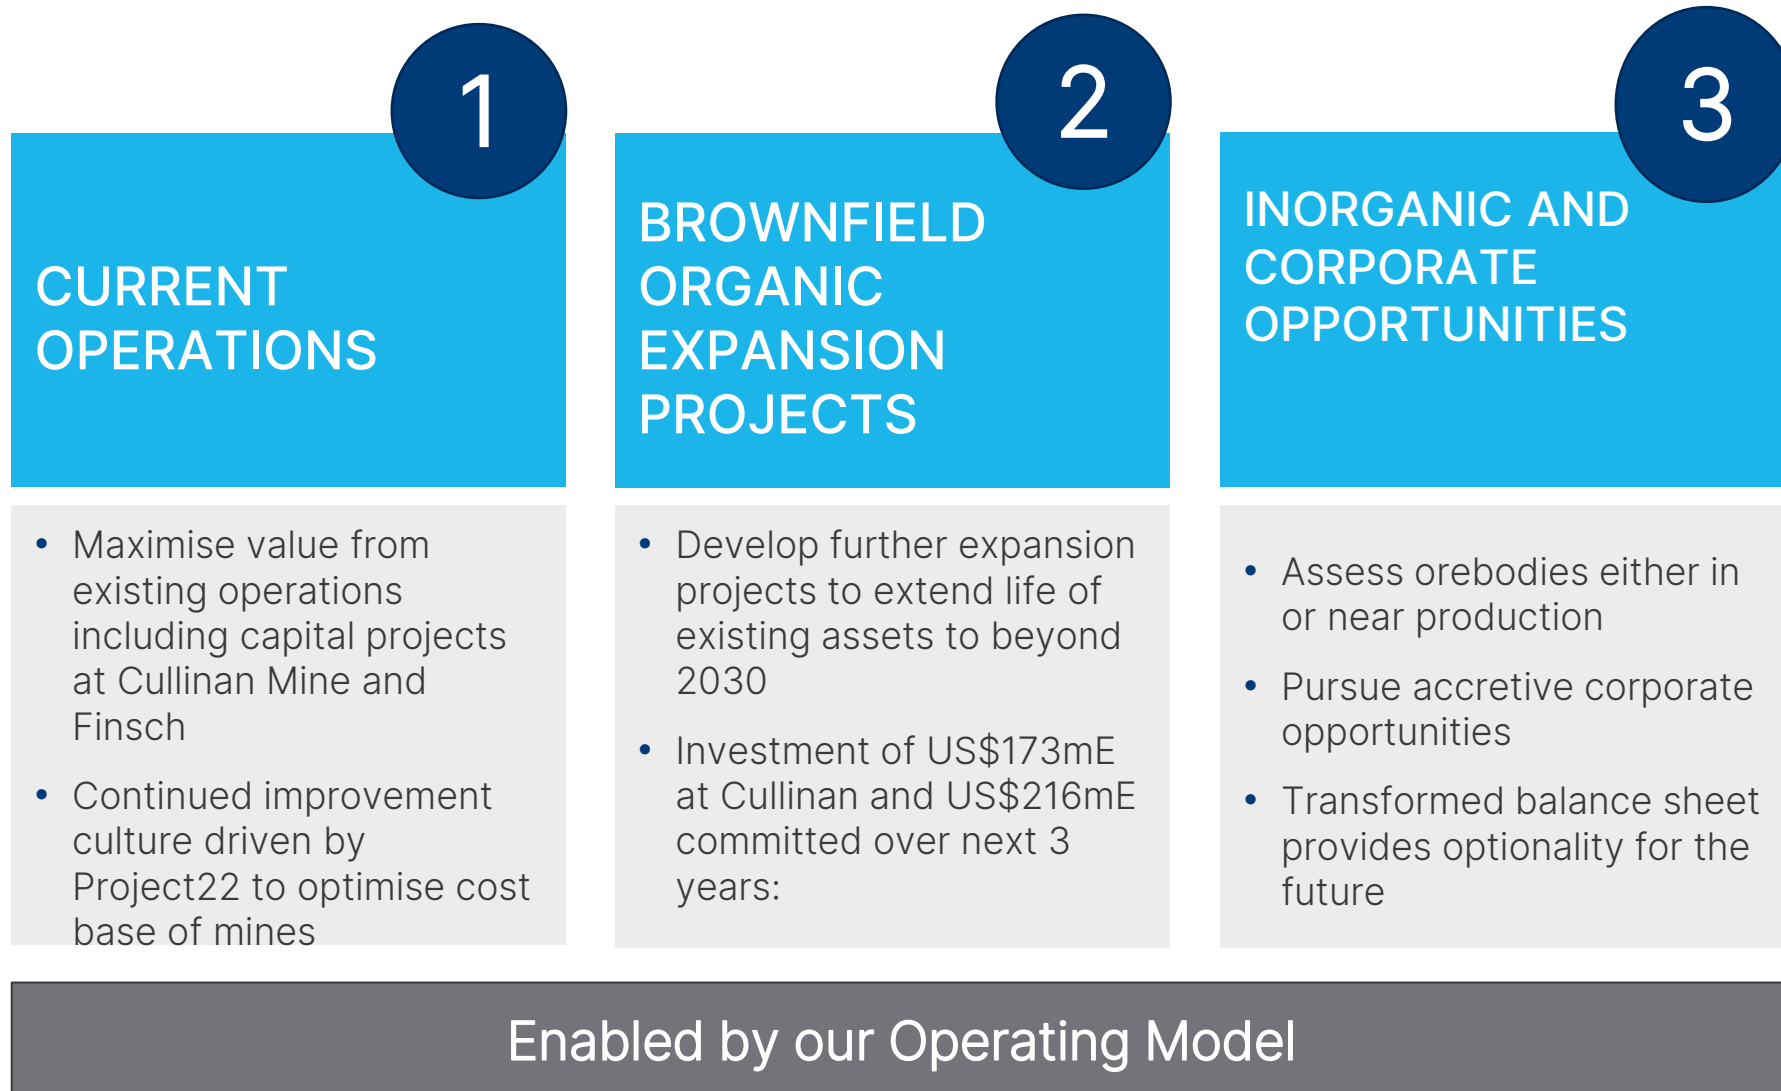 1
CURRENT
OPERATIONS
• Maximise value from
existing operations
including capital projects
at Cullinan Mine and
Finsch
• Continued improvement
culture driven by
Project22 to optimise cost
base of mines
2
BROWNFIELD
ORGANIC
EXPANSION
PROJECTS
• Develop further expansion
projects to extend life of
existing assets to beyond
2030
• Investment of US$173mE
at Cullinan and US$216mE
committed over next 3
years:
3
INORGANIC AND
CORPORATE
OPPORTUNITIES
• Assess orebodies either in
or near production
• Pursue accretive corporate
opportunities
• Transformed balance sheet
provides optionality for the
future
Enabled by our Operating Model